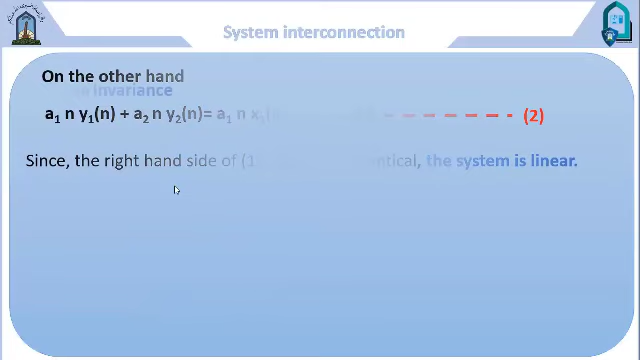 System interconnection
On the other hand
invariance
a₁ n y₁(n) + a₂ n y₂(n)= a₁ n x₁( (2)
Since, the right hand side of (1 the system is linear.